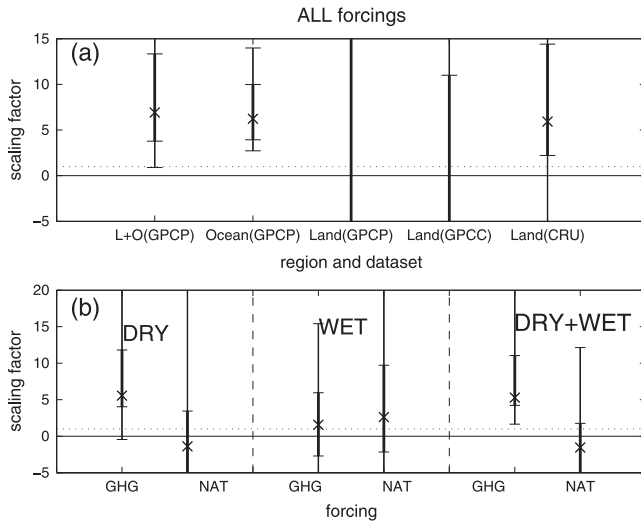 ALL forcings
(a)
15
10
5
0
−5
scaling factor
L+O(GPCP) Ocean(GPCP) Land(GPCP) Land(GPCC) Land(CRU)
region and dataset
(b)
DRY WET DRY+WET
20
15
10
5
0
−5
scaling factor
GHG NAT GHG NAT GHG NAT
forcing